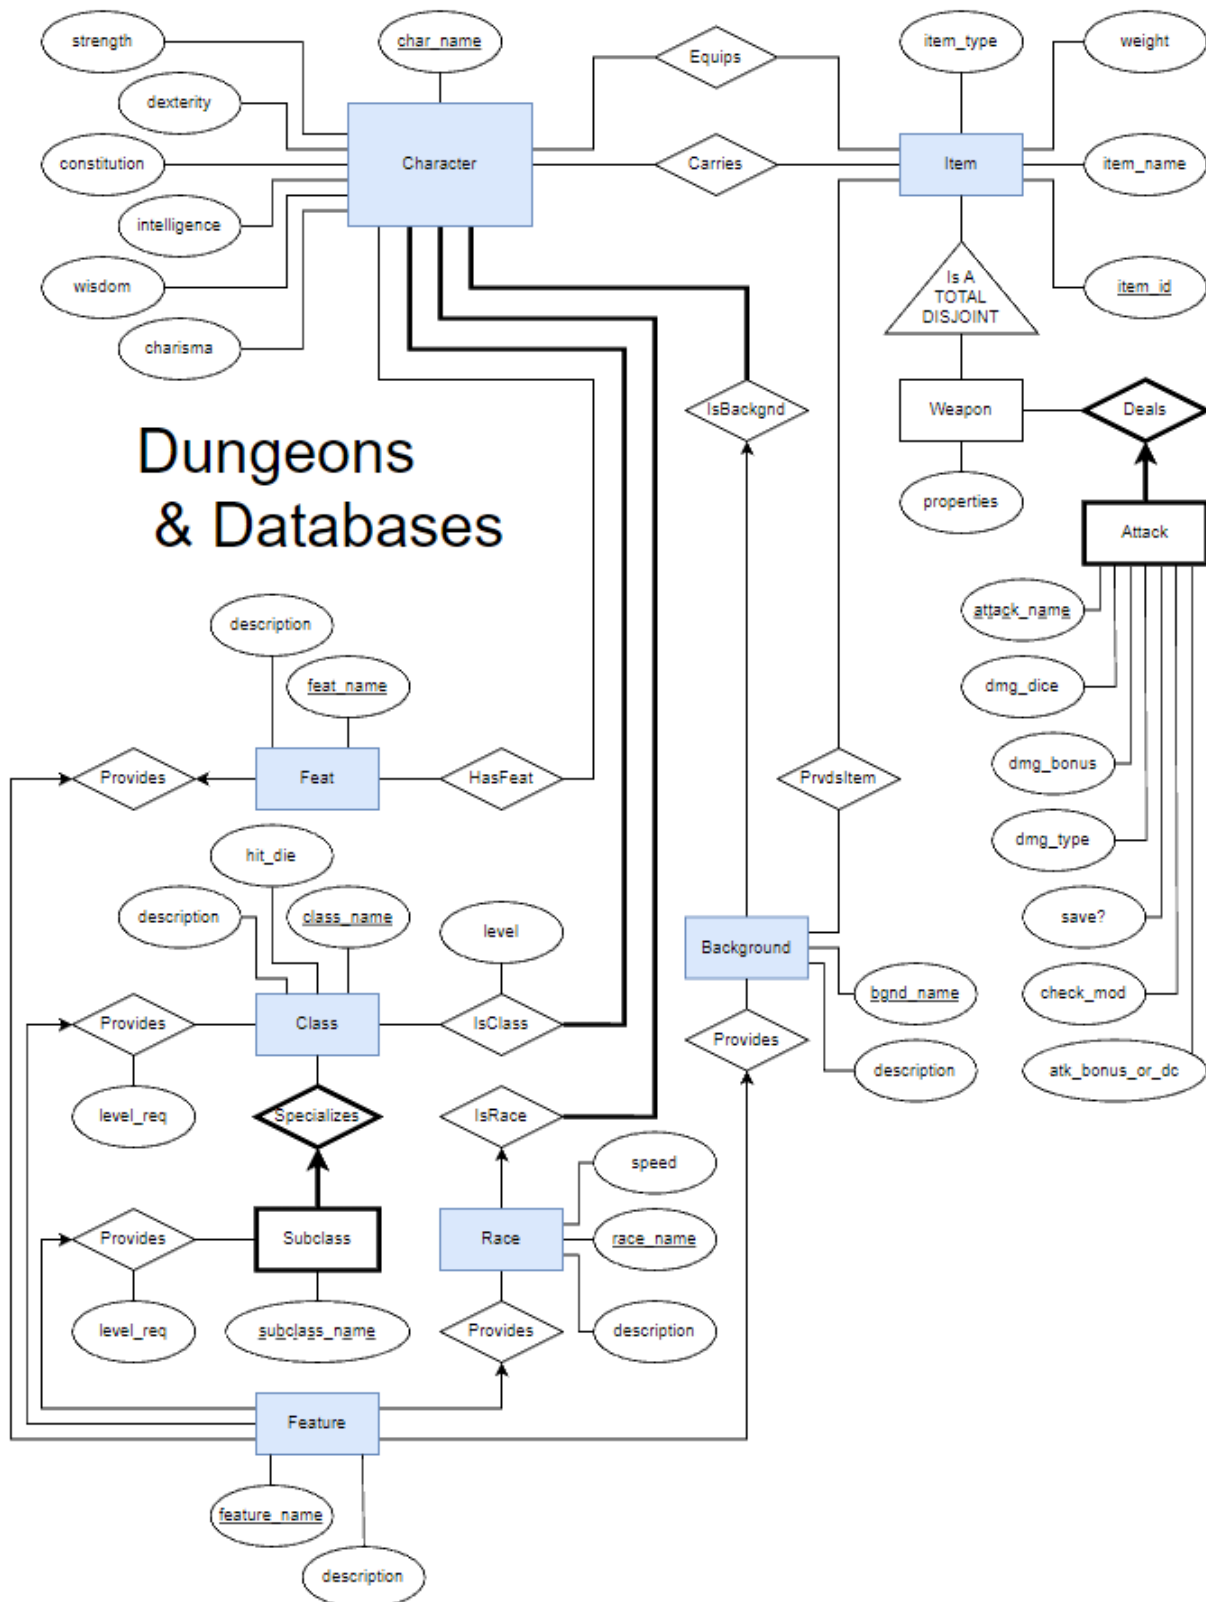 strength
char_name
Equips
item_type
weight
dexterity
Character
constitution
Carries
Item
item_name
intelligence
wisdom
Is A
TOTAL
DISJOINT
item_id
charisma
IsBackgnd
Weapon
Deals
Dungeons
& Databases
properties
Attack
description
attack_name
feat_name
dmg_dice
Provides
Feat
HasFeat
PrvdsItem
dmg_bonus
hit_die
dmg_type
description
class_name
level
save?
Background
bgnd_name
check_mod
Provides
Class
IsClass
Provides
description
atk_bonus_or_dc
level_req
Specializes
IsRace
speed
Provides
Subclass
Race
race_name
level_req
subclass_name
Provides
description
Feature
feature_name
description